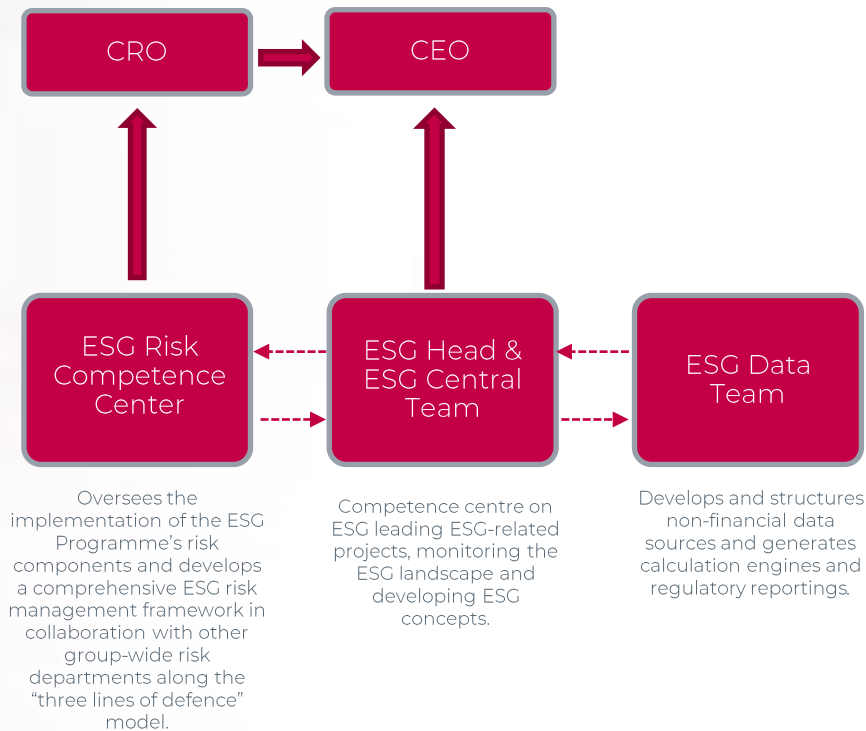 CRO
CEO
ESG Risk
Competence
Center
ESG Head &
ESG Central
Team
ESG Data
Team
Oversees the
implementation of the ESG
Programme's risk
components and develops
a comprehensive ESG risk
management framework in
collaboration with other
group-wide risk
departments along the
“three lines of defence”
model.
Competence centre on
ESG leading ESG-related
projects, monitoring the
ESG landscape and
developing ESG
concepts.
Develops and structures
non-financial data
sources and generates
calculation engines and
regulatory reportings.